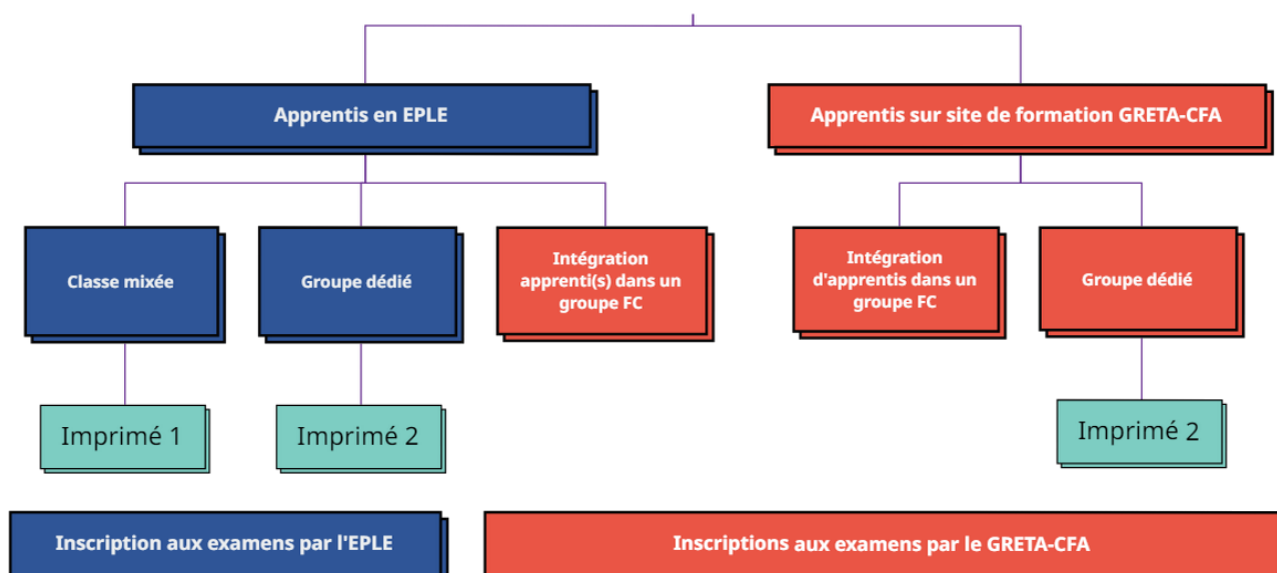 Apprentis en EPLE
Apprentis sur site de formation GRETA-CFA
Classe mixée
Groupe dédié
Intégration
apprenti(s) dans un
groupe FC
Intégration
d'apprentis dans un
groupe FC
Groupe dédié
Imprimé 1
Imprimé 2
Imprimé 2
Inscription aux examens par l'EPLE
Inscriptions aux examens par le GRETA-CFA